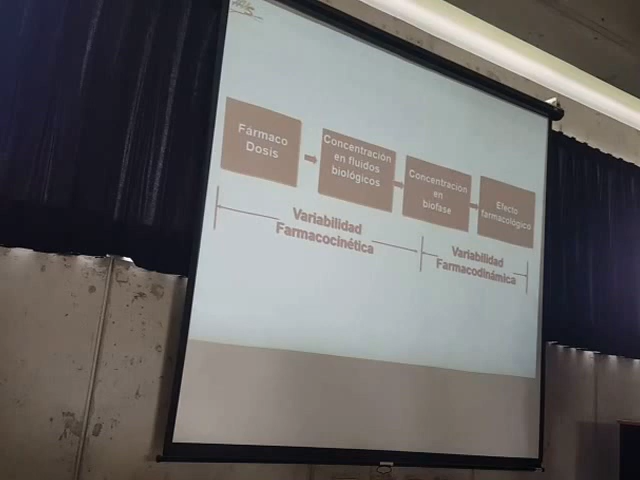 Fármaco
Dosis
Concentración
en fluidos
biológicos
Concentración
en
biofase
Efecto
farmacológico
Variabilidad
Farmacocinética
Variabilidad
Farmacodinámica